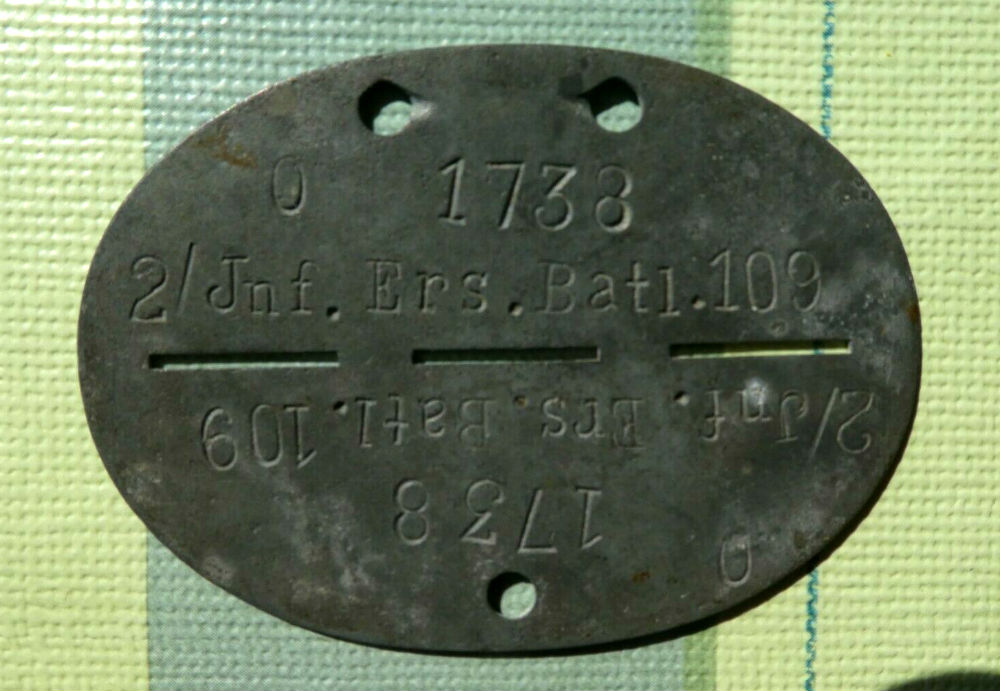 0 1738
2/Jnf. Ers. Batl. 109
2/Jnf. Ers. Batl. 109
1738
0